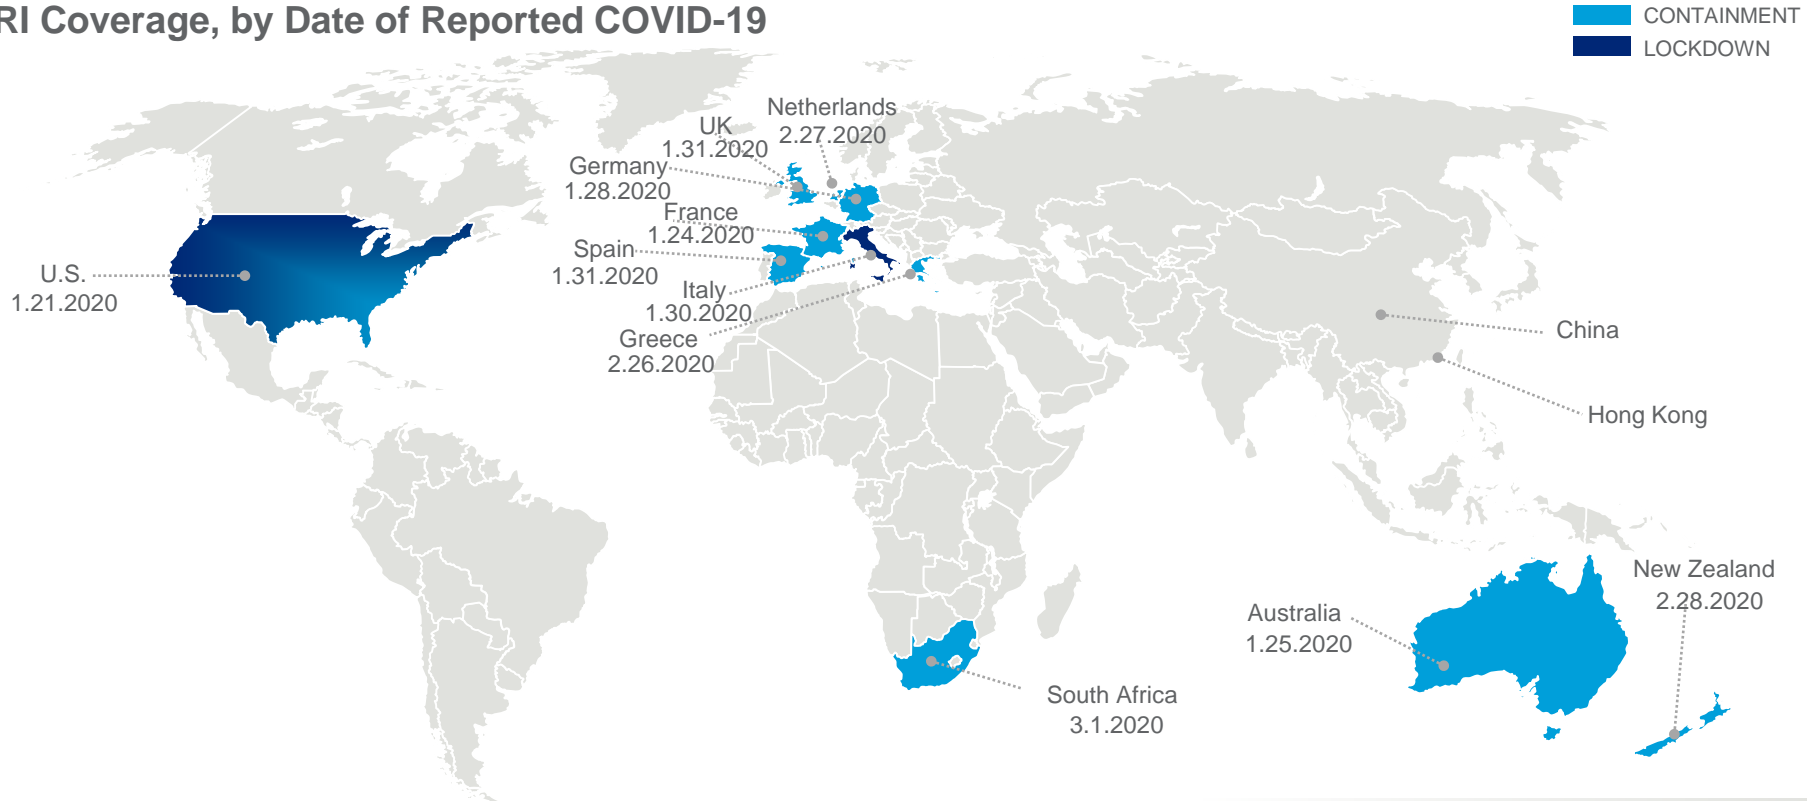 RI Coverage, by Date of Reported COVID-19
CONTAINMENT
LOCKDOWN
Netherlands
2.27.2020
UK
1.31.2020
Germany
1.28.2020
France
1.24.2020
Spain
1.31.2020
Italy
1.30.2020
Greece
2.26.2020
U.S.
1.21.2020
China
Hong Kong
New Zealand
2.28.2020
Australia
1.25.2020
South Africa
3.1.2020